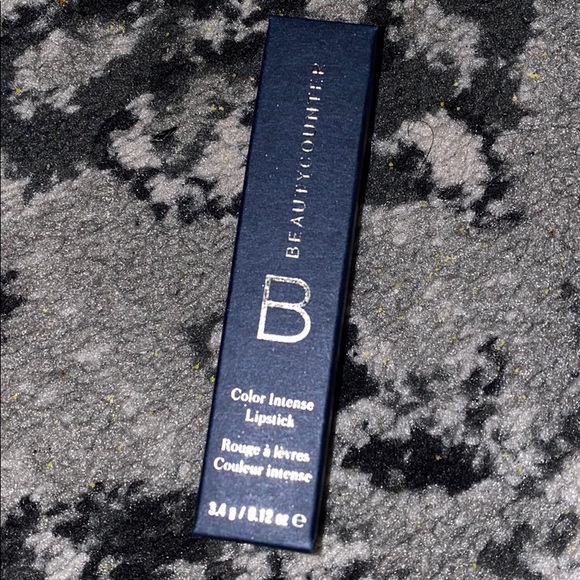 BEAUTYCOUNTER
B
Color Intense
Lipstick
Rouge à lèvres
Couleur intense
3.4 g / 0.12 oz ℮